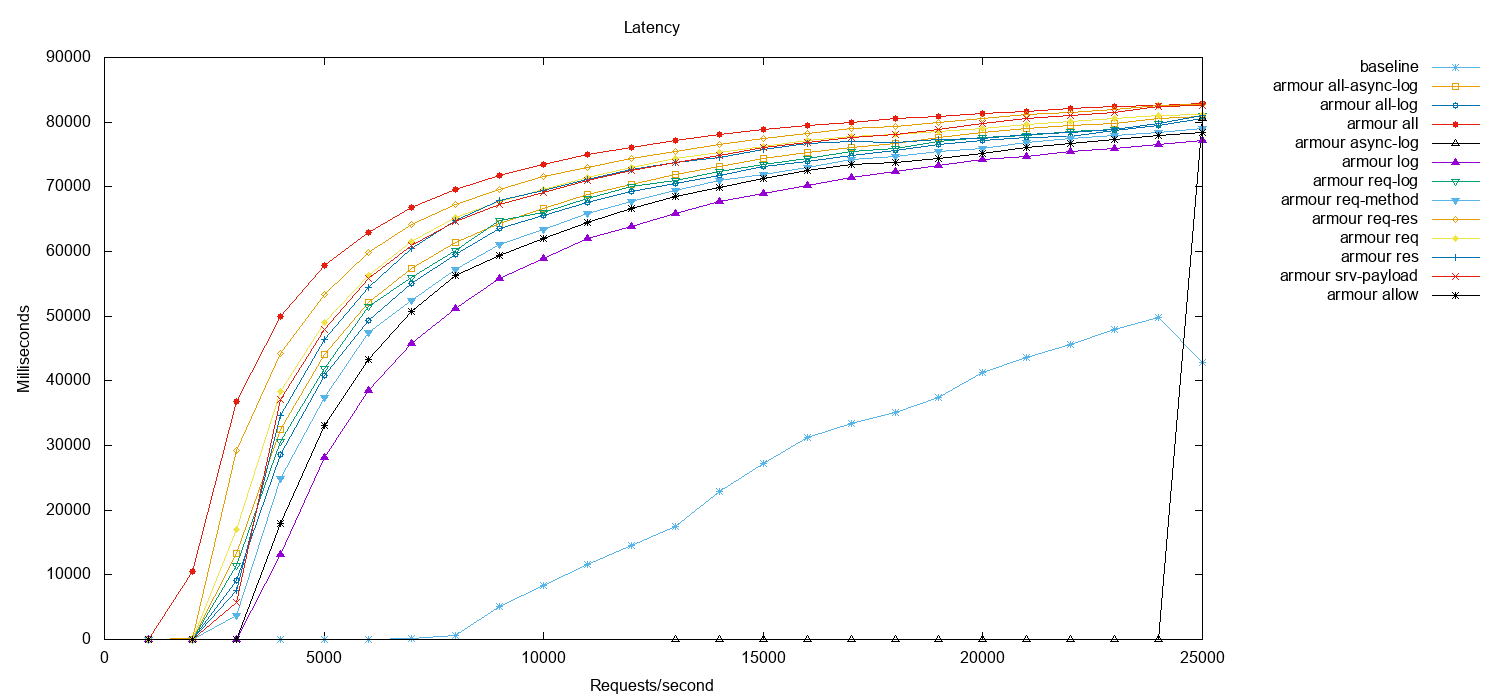 Latency
90000
80000
70000
60000
50000
40000
30000
20000
10000
0
Milliseconds
0 5000 10000 15000 20000 25000
Requests/second
baseline
armour all-async-log
armour all-log
armour all
armour async-log
armour log
armour req-log
armour req-method
armour req-res
armour req
armour res
armour srv-payload
armour allow